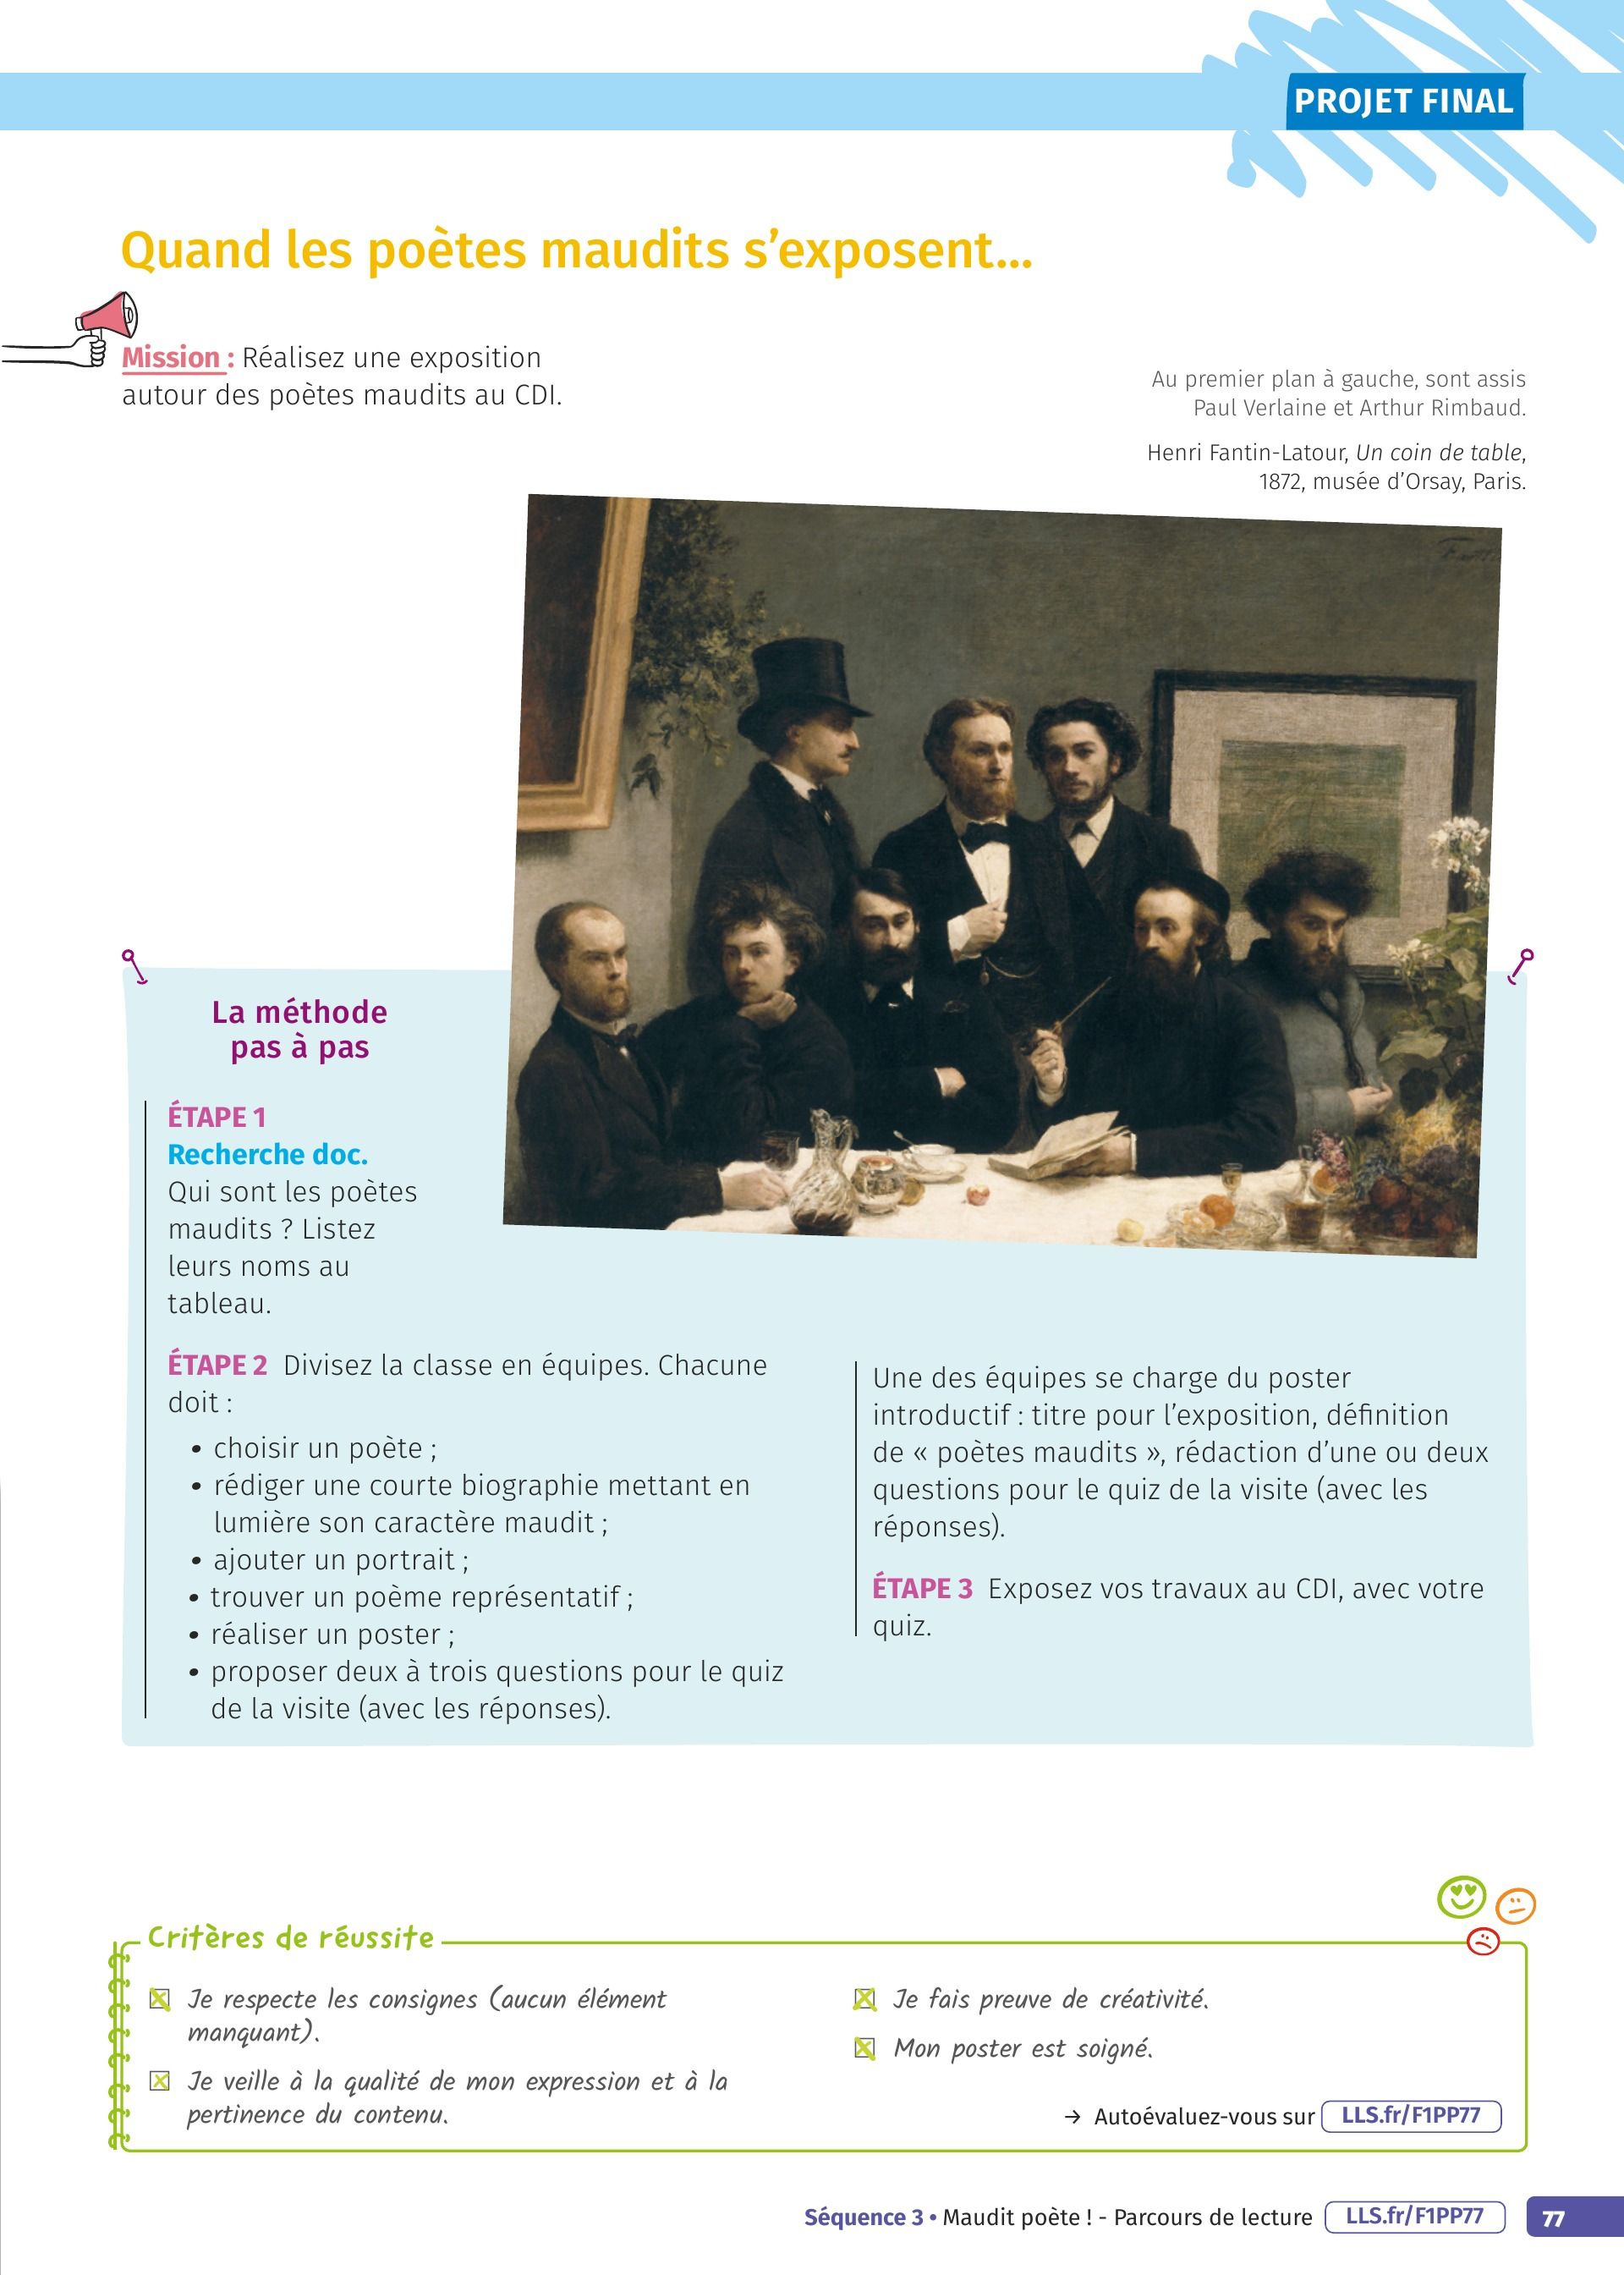 PROJET FINAL
Quand les poètes maudits s’exposent…
Mission : Réalisez une exposition
autour des poètes maudits au CDI.
Au premier plan à gauche, sont assis
Paul Verlaine et Arthur Rimbaud.
Henri Fantin-Latour, Un coin de table,
1872, musée d’Orsay, Paris.
La méthode
pas à pas
ÉTAPE 1
Recherche doc.
Qui sont les poètes
maudits ? Listez
leurs noms au
tableau.
ÉTAPE 2 Divisez la classe en équipes. Chacune
doit :
• choisir un poète ;
• rédiger une courte biographie mettant en
lumière son caractère maudit ;
• ajouter un portrait ;
• trouver un poème représentatif ;
• réaliser un poster ;
• proposer deux à trois questions pour le quiz
de la visite (avec les réponses).
Une des équipes se charge du poster
introductif : titre pour l’exposition, définition
de « poètes maudits », rédaction d’une ou deux
questions pour le quiz de la visite (avec les
réponses).
ÉTAPE 3 Exposez vos travaux au CDI, avec votre
quiz.
Critères de réussite
Je respecte les consignes (aucun élément
manquant).
Je veille à la qualité de mon expression et à la
pertinence du contenu.
Je fais preuve de créativité.
Mon poster est soigné.
→ Autoévaluez-vous sur LLS.fr/F1PP77
Séquence 3 • Maudit poète ! - Parcours de lecture LLS.fr/F1PP77 77